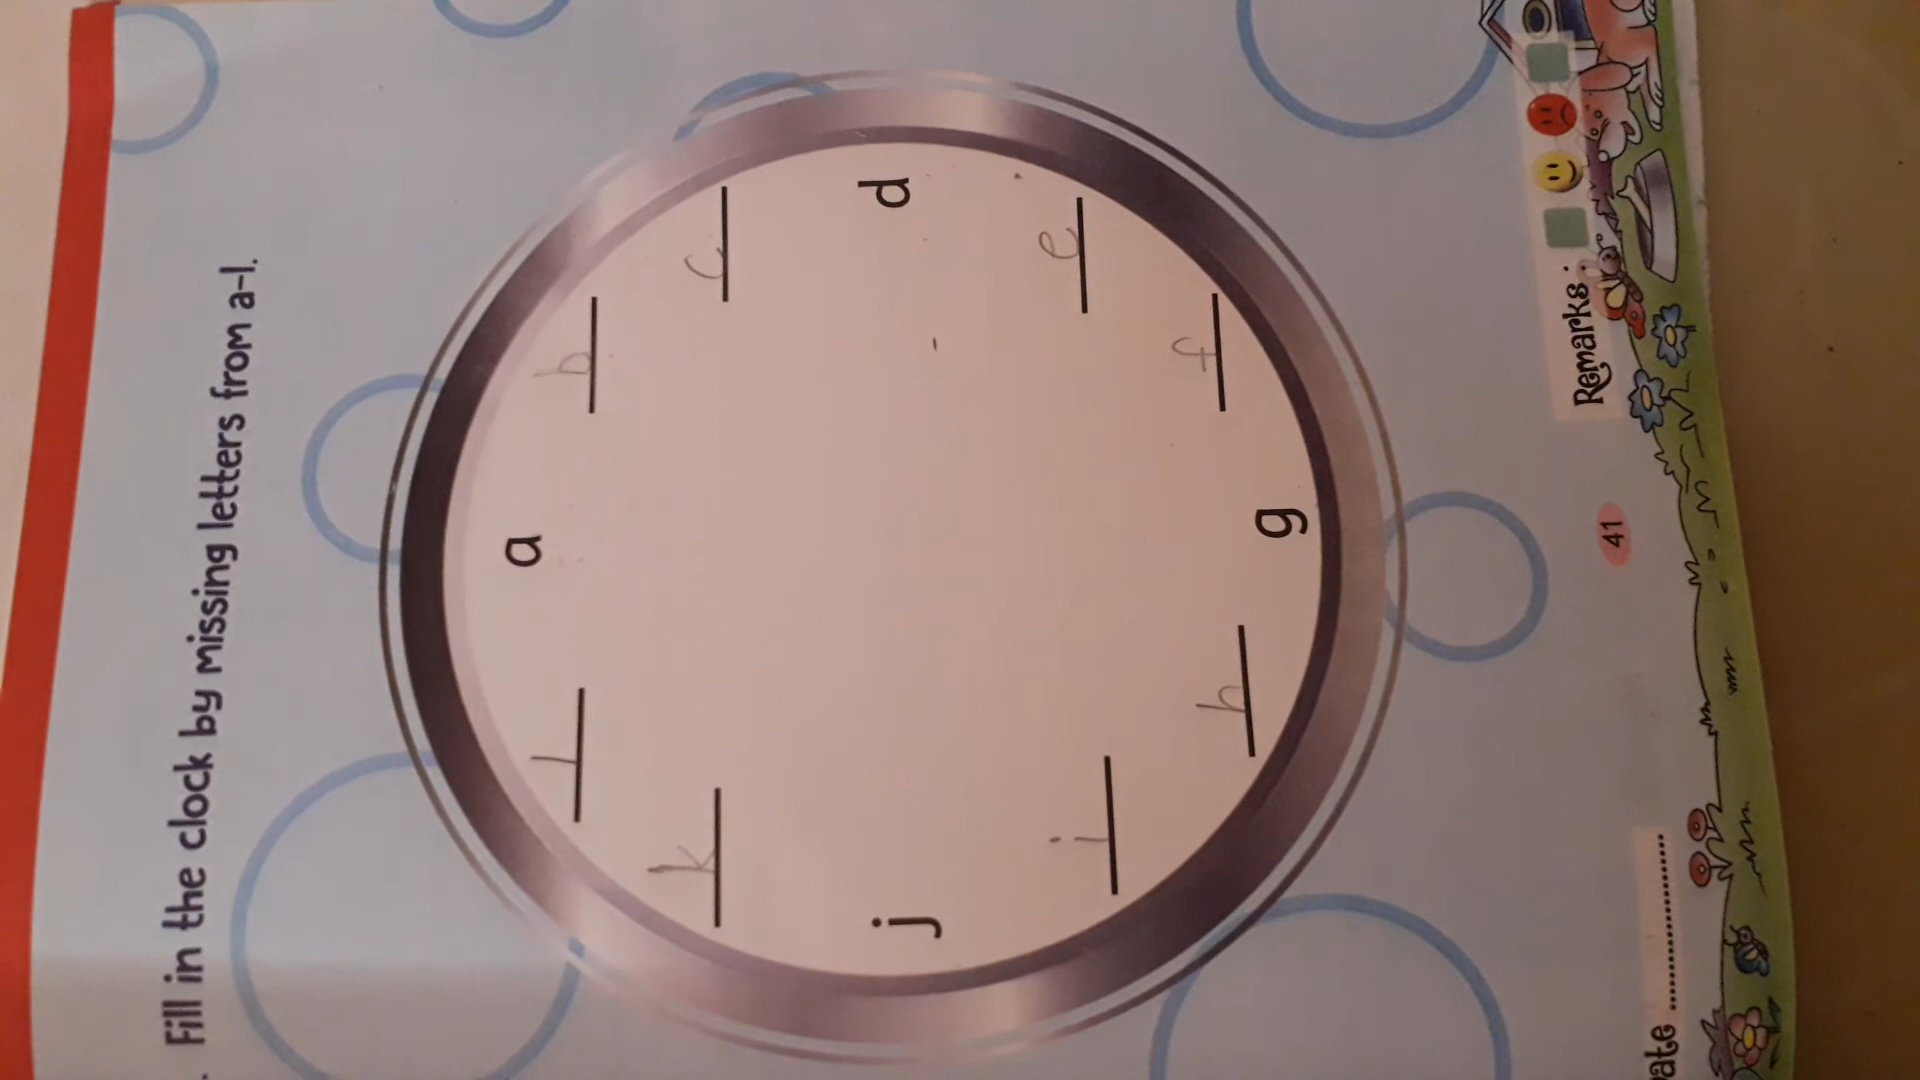 Fill in the clock by missing letters from a-l.
a
b
c
d
e
f
g
h
i
j
k
l
Remarks :
41
ate ........................